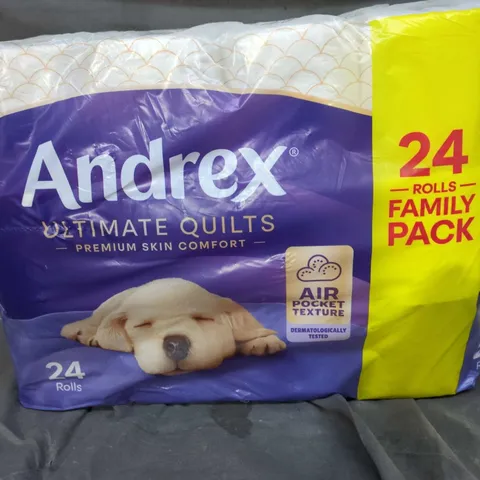 Andrex®
ULTIMATE QUILTS
PREMIUM SKIN COMFORT
AIR
POCKET
TEXTURE
DERMATOLOGICALLY
TESTED
24
Rolls
24
ROLLS
FAMILY
PACK